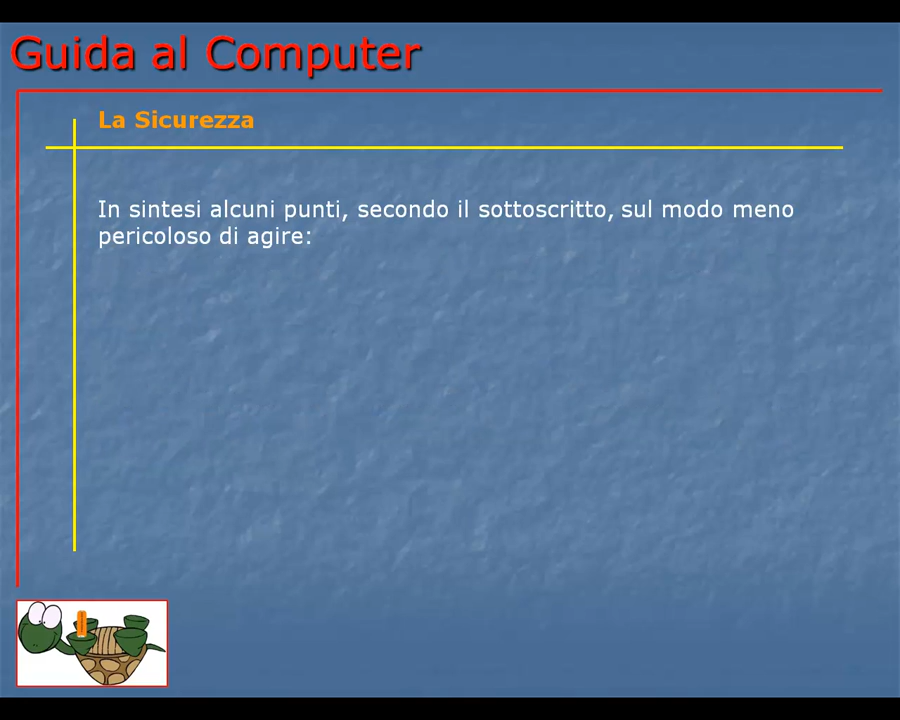 Guida al Computer
La Sicurezza
In sintesi alcuni punti, secondo il sottoscritto, sul modo meno
pericoloso di agire: